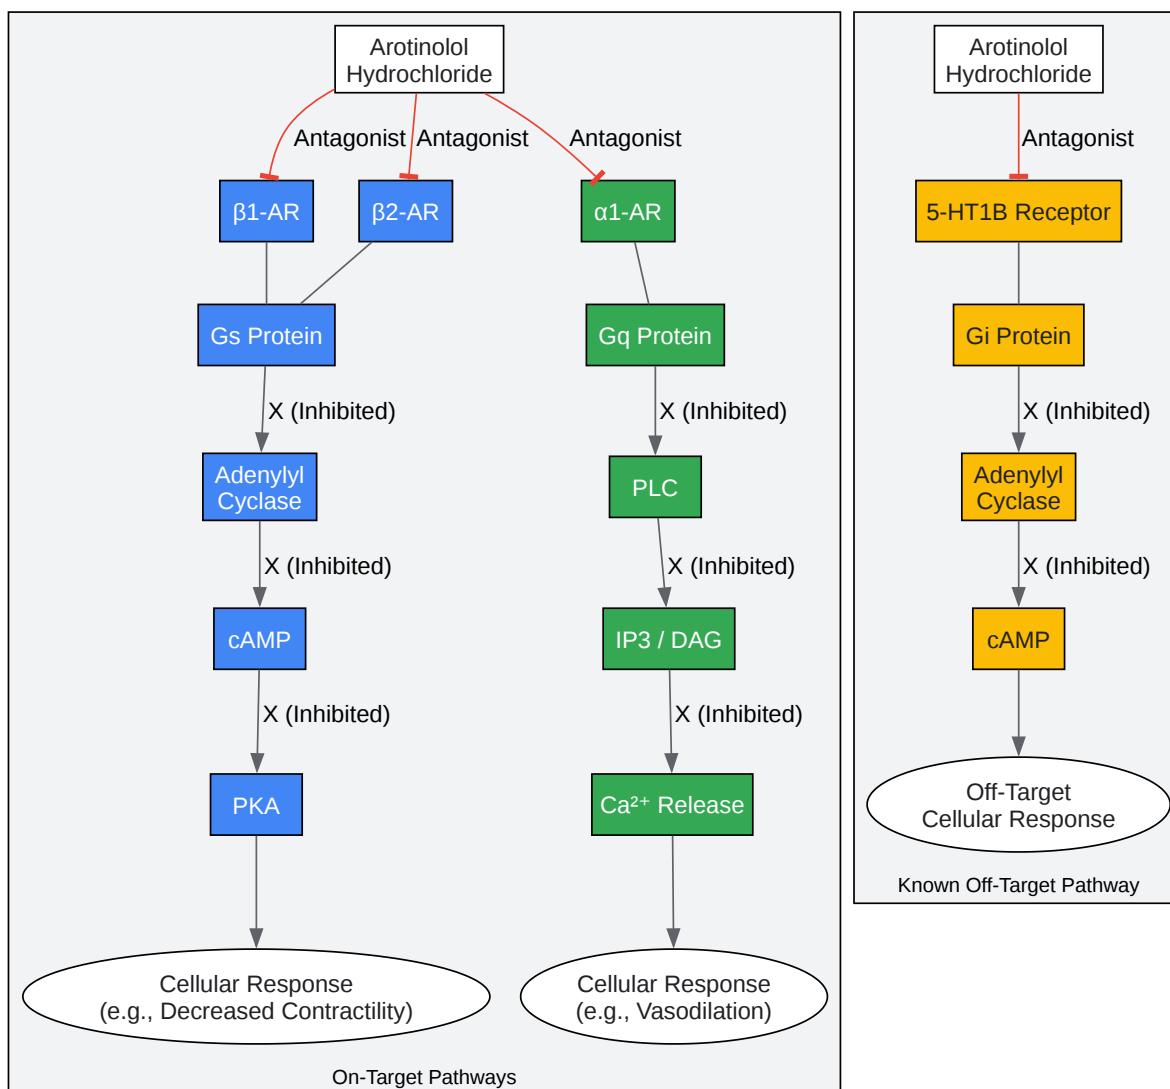 Arotinolol
Hydrochloride
Antagonist
Antagonist
Antagonist
β1-AR
β2-AR
α1-AR
Gs Protein
Gq Protein
X (Inhibited)
X (Inhibited)
Adenylyl
Cyclase
PLC
X (Inhibited)
X (Inhibited)
cAMP
IP3 / DAG
X (Inhibited)
X (Inhibited)
PKA
Ca²⁺ Release
Cellular Response
(e.g., Decreased Contractility)
Cellular Response
(e.g., Vasodilation)
On-Target Pathways
Arotinolol
Hydrochloride
Antagonist
5-HT1B Receptor
Gi Protein
X (Inhibited)
Adenylyl
Cyclase
X (Inhibited)
cAMP
Off-Target
Cellular Response
Known Off-Target Pathway